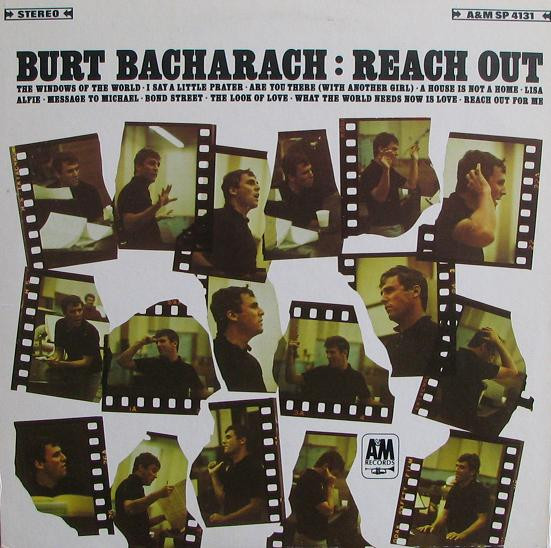 STEREO
A&M SP 4131
BURT BACHARACH : REACH OUT
THE WINDOWS OF THE WORLD · I SAY A LITTLE PRAYER · ARE YOU THERE (WITH ANOTHER GIRL) · A HOUSE IS NOT A HOME · LISA
ALFIE · MESSAGE TO MICHAEL · BOND STREET · THE LOOK OF LOVE · WHAT THE WORLD NEEDS NOW IS LOVE · REACH OUT FOR ME
A&M
RECORDS